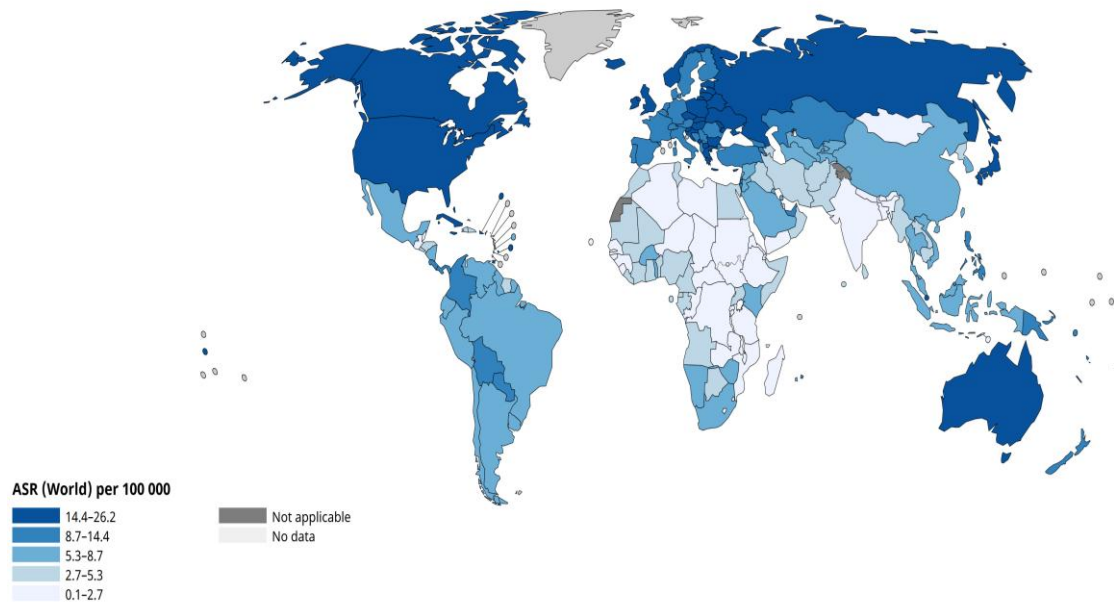 ASR (World) per 100 000
14.4–26.2
8.7–14.4
5.3–8.7
2.7–5.3
0.1–2.7
Not applicable
No data